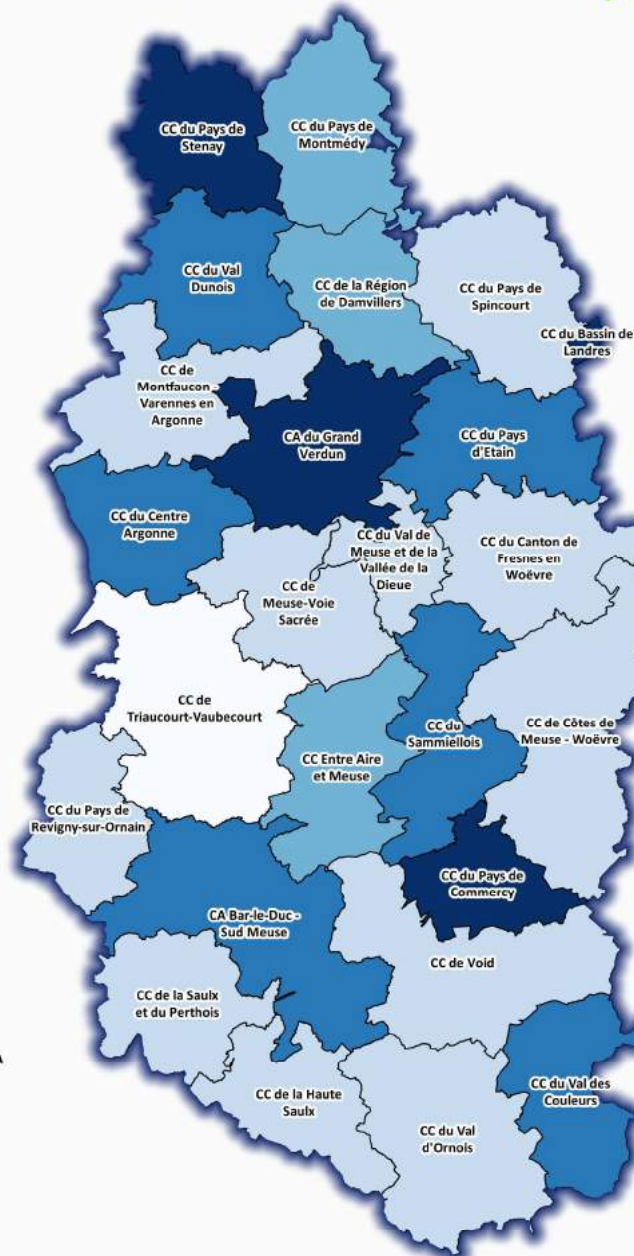 CC du Pays de
Stenay
CC du Pays de
Montmédy
CC du Val
Dunois
CC de la Région
de Damvillers
CC du Pays de
Spincourt
CC du Bassin de
Landres
CC de
Montfaucon -
Varennes en
Argonne
CA du Grand
Verdun
CC du Pays
d'Etain
CC du Centre
Argonne
CC du Val de
Meuse et de la
Vallée de la
Dieue
CC du Canton de
Fresnes en
Woëvre
CC de
Meuse-Voie
Sacrée
CC de
Triaucourt-Vaubecourt
CC du
Sammiellois
CC de Côtes de
Meuse - Woëvre
CC Entre Aire
et Meuse
CC du Pays de
Revigny-sur-Ornain
CC du Pays de
Commercy
CA Bar-le-Duc -
Sud Meuse
CC de Void
CC de la Saulx
et du Perthois
CC de la Haute
Saulx
CC du Val des
Couleurs
CC du Val
d'Ornois